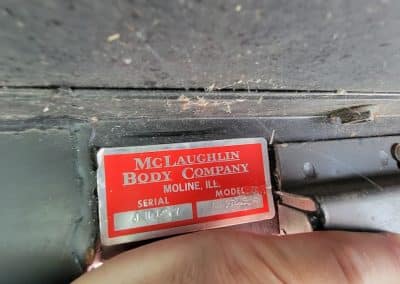 McLaughlin
Body Company
Moline, Ill.
Serial Model